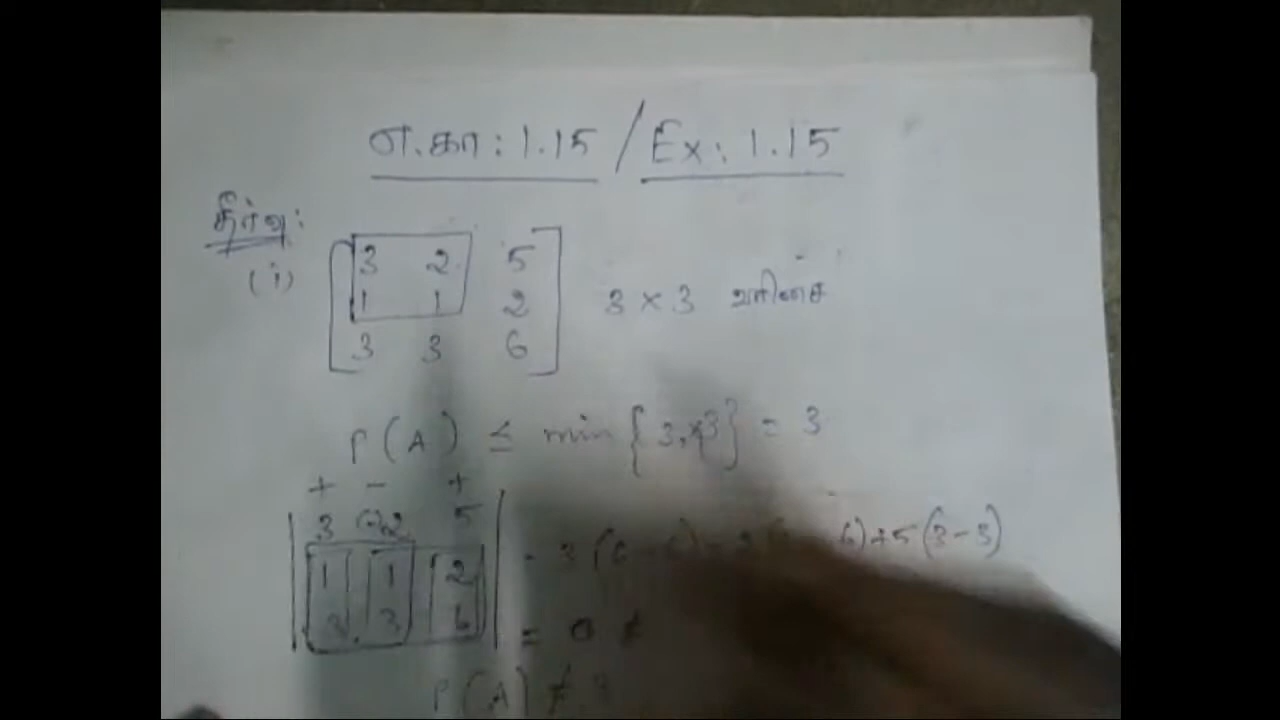 எ.கா : 1.15 / Ex : 1.15
தீர்வு :
(i)
3 2 5
1 1 2
3 3 6
3 × 3 வரிசை
ρ(A) ≤ min {3, 3} = 3
+ - +
3 2 5
1 1 2
3 3 6
+ 5(3-3)
= 0
ρ(A) ≠ 3